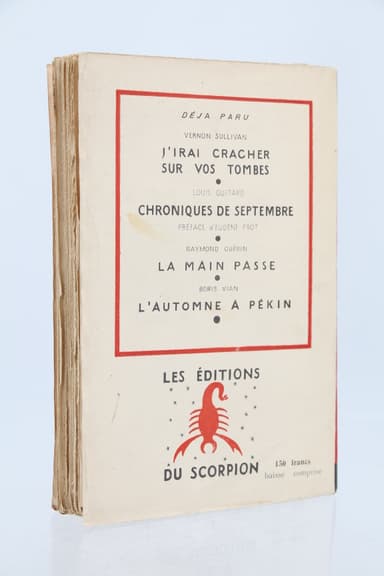 DÉJA PARU
VERNON SULLIVAN
J'IRAI CRACHER
SUR VOS TOMBES
LOUIS GUITARD
CHRONIQUES DE SEPTEMBRE
PRÉFACE D'EUGÈNE FROT
RAYMOND GUÉRIN
LA MAIN PASSE
BORIS VIAN
L'AUTOMNE A PÉKIN
LES ÉDITIONS
DU SCORPION
150 francs
baisse comprise